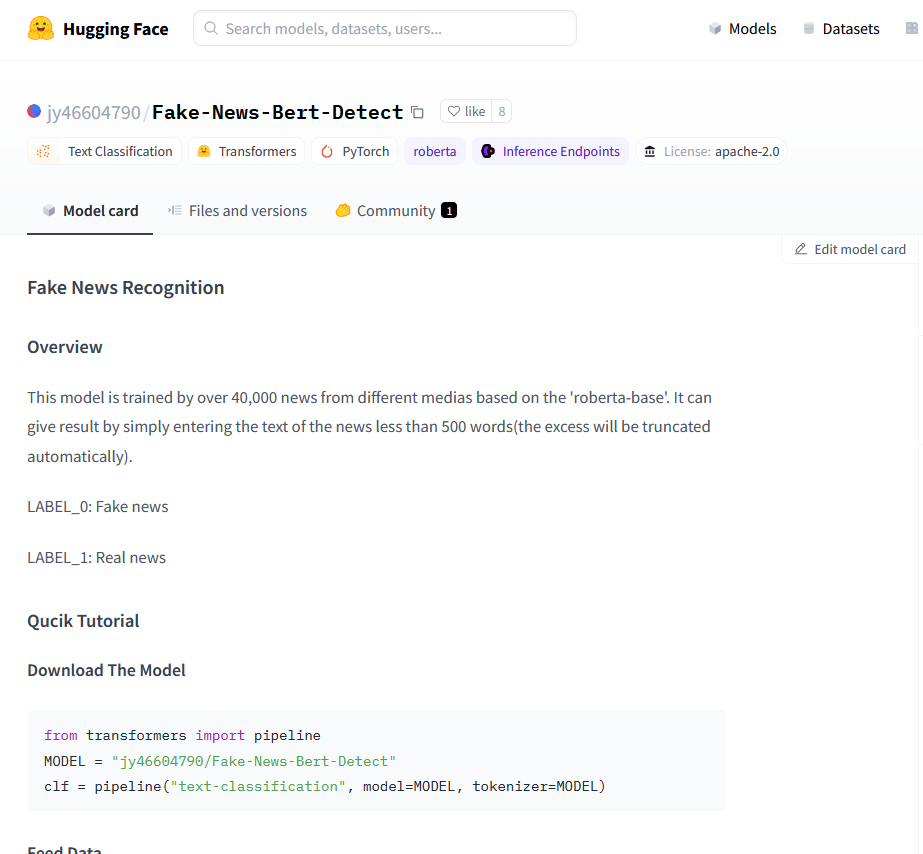 Hugging Face
Search models, datasets, users...
Models
Datasets
jy46604790/Fake-News-Bert-Detect
like
8
Text Classification
Transformers
PyTorch
roberta
Inference Endpoints
License: apache-2.0
Model card
Files and versions
Community
1
Edit model card
Fake News Recognition
Overview
This model is trained by over 40,000 news from different medias based on the 'roberta-base'. It can
give result by simply entering the text of the news less than 500 words(the excess will be truncated
automatically).
LABEL_0: Fake news
LABEL_1: Real news
Qucik Tutorial
Download The Model
from transformers import pipeline
MODEL = "jy46604790/Fake-News-Bert-Detect"
clf = pipeline("text-classification", model=MODEL, tokenizer=MODEL)
Feed Data